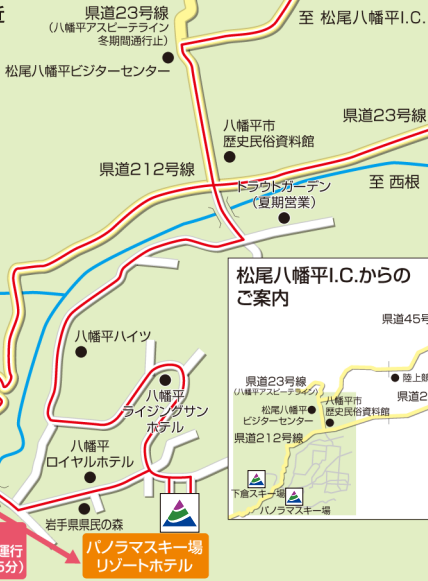 近
県道23号線
(八幡平アスピーテライン
冬期間通行止)
至 松尾八幡平I.C.
松尾八幡平ビジターセンター
八幡平市
歴史民俗資料館
県道23号線
県道212号線
トラウトガーデン
(夏期営業)
至 西根
八幡平ハイツ
八幡平
ライジングサン
ホテル
八幡平
ロイヤルホテル
岩手県県民の森
パノラマスキー場
リゾートホテル
運行
5分)
松尾八幡平I.C.からの
ご案内
県道45号
県道23号線
(八幡平アスピーテライン)
松尾八幡平
ビジターセンター
八幡平市
歴史民俗資料館
県道212号線
県道2
下倉スキー場
パノラマスキー場